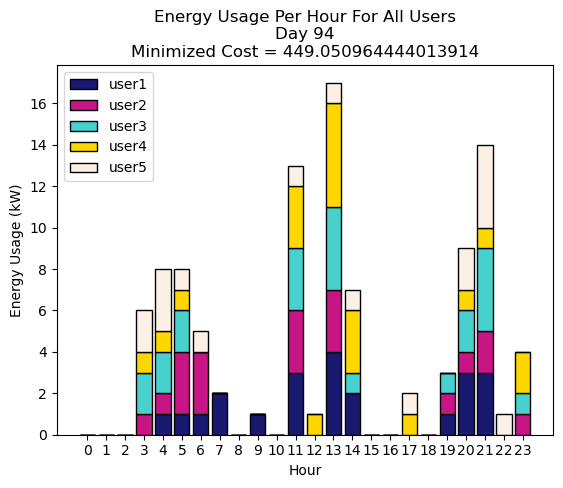 Energy Usage Per Hour For All Users
Day 94
Minimized Cost = 449.050964444013914
user1
user2
user3
user4
user5
Energy Usage (kW)
16
14
12
10
8
6
4
2
0
0 1 2 3 4 5 6 7 8 9 10 11 12 13 14 15 16 17 18 19 20 21 22 23
Hour